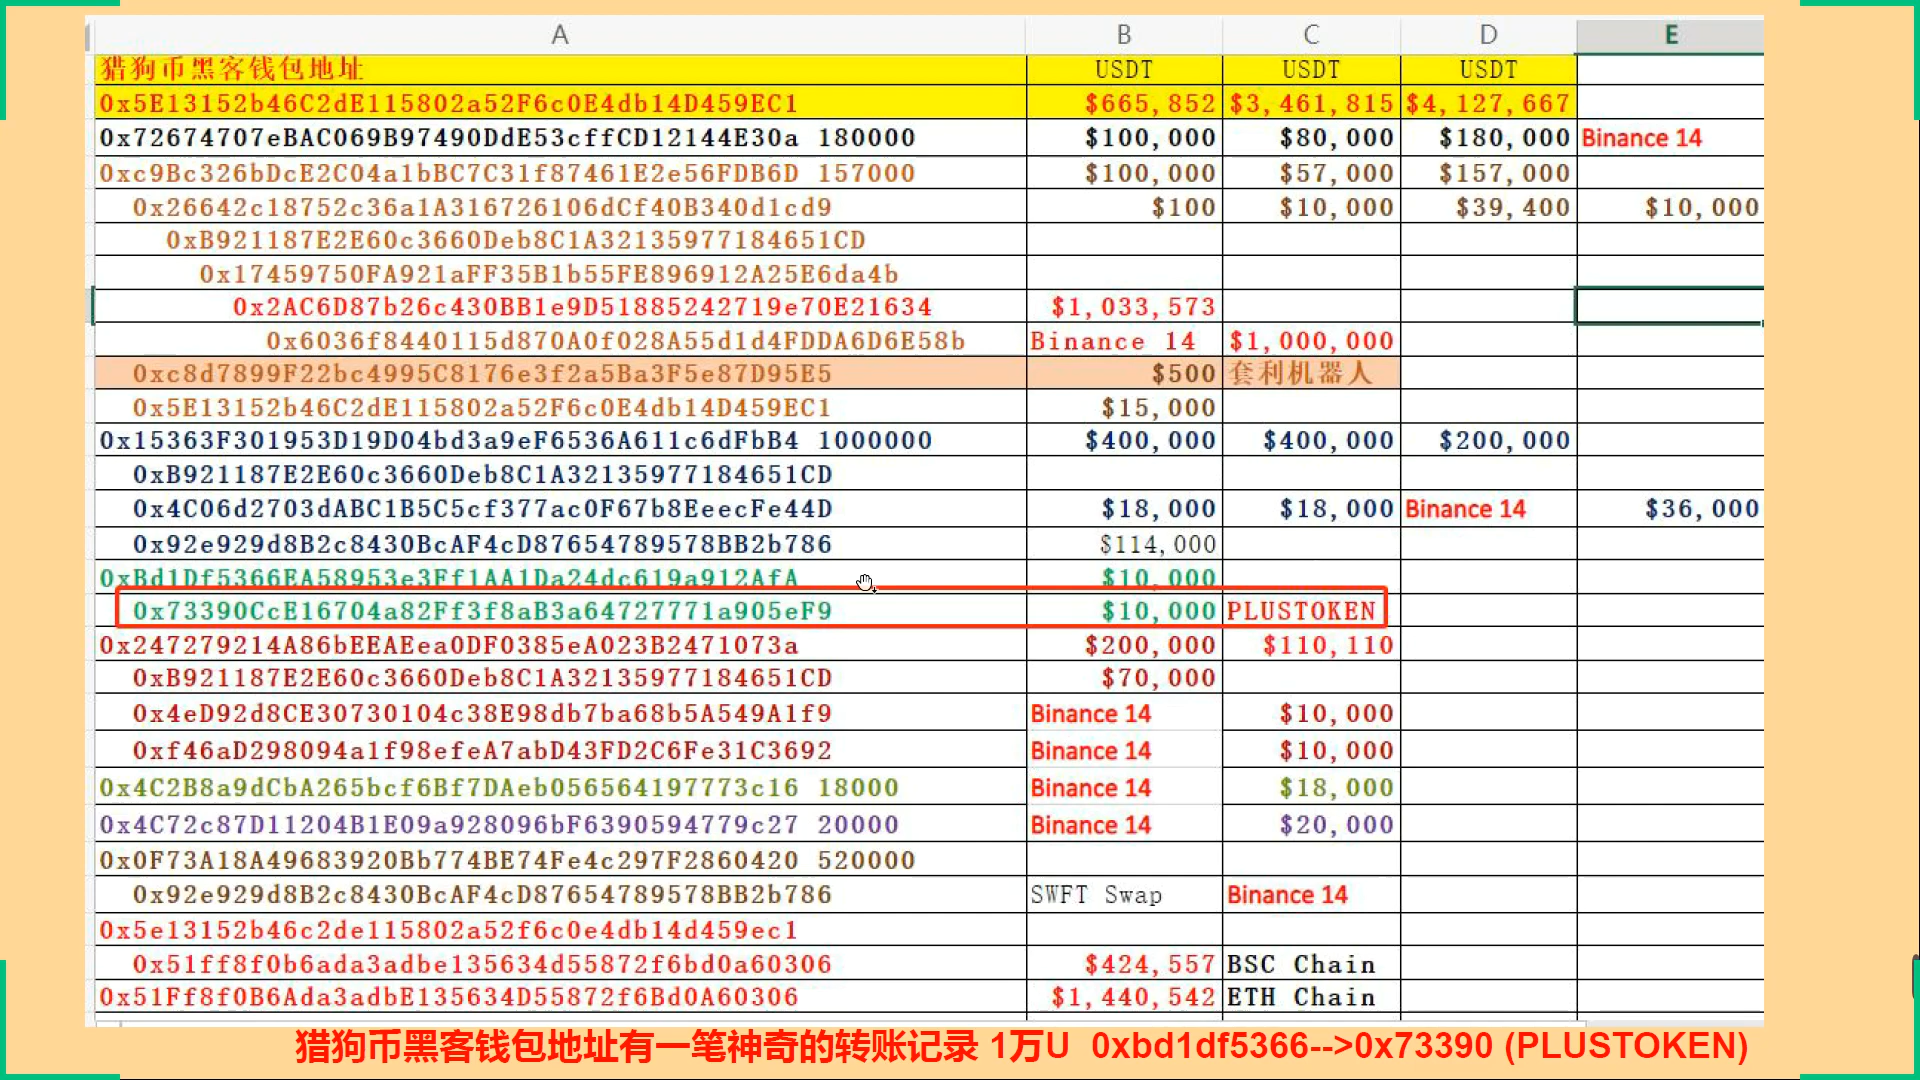 A B C D E
猎狗币黑客钱包地址 USDT USDT USDT
0x5E13152b46C2dE115802a52F6c0E4db14D459EC1 $665,852 $3,461,815 $4,127,667
0x72674707eBAC069B97490DdE53cffCD12144E30a 180000 $100,000 $80,000 $180,000 Binance 14
0xc9Bc326bDcE2C04a1bBC7C31f87461E2e56FDB6D 157000 $100,000 $57,000 $157,000
0x26642c18752c36a1A316726106dCf40B340d1cd9 $100 $10,000 $39,400 $10,000
0xB921187E2E60c3660Deb8C1A32135977184651CD
0x17459750FA921aFF35B1b55FE896912A25E6da4b
0x2AC6D87b26c430BB1e9D51885242719e70E21634 $1,033,573
0x6036f8440115d870A0f028A55d1d4FDDA6D6E58b Binance 14 $1,000,000
0xc8d7899F22bc4995C8176e3f2a5Ba3F5e87D95E5 $500 套利机器人
0x5E13152b46C2dE115802a52F6c0E4db14D459EC1 $15,000
0x15363F301953D19D04bd3a9eF6536A611c6dFbB4 1000000 $400,000 $400,000 $200,000
0xB921187E2E60c3660Deb8C1A32135977184651CD
0x4C06d2703dABC1B5C5cf377ac0F67b8EeecFe44D $18,000 $18,000 Binance 14 $36,000
0x92e929d8B2c8430BcAF4cD87654789578BB2b786 $114,000
0xBd1Df5366EA58953e3Ff1AA1Da24dc619a912AfA $10,000
0x73390CcE16704a82Ff3f8aB3a64727771a905eF9 $10,000 PLUSTOKEN
0x247279214A86bEEAEea0DF0385eA023B2471073a $200,000 $110,110
0xB921187E2E60c3660Deb8C1A32135977184651CD $70,000
0x4eD92d8CE30730104c38E98db7ba68b5A549A1f9 Binance 14 $10,000
0xf46aD298094a1f98efeA7abD43FD2C6Fe31C3692 Binance 14 $10,000
0x4C2B8a9dCbA265bcf6Bf7DAeb056564197773c16 18000 Binance 14 $18,000
0x4C72c87D11204B1E09a928096bF6390594779c27 20000 Binance 14 $20,000
0x0F73A18A49683920Bb774BE74Fe4c297F2860420 520000
0x92e929d8B2c8430BcAF4cD87654789578BB2b786 SWFT Swap Binance 14
0x5e13152b46c2de115802a52f6c0e4db14d459ec1
0x51ff8f0b6ada3adbe135634d55872f6bd0a60306 $424,557 BSC Chain
0x51Ff8f0B6Ada3adbE135634D55872f6Bd0A60306 $1,440,542 ETH Chain
猎狗币黑客钱包地址有一笔神奇的转账记录 1万U 0xbd1df5366-->0x73390 (PLUSTOKEN)